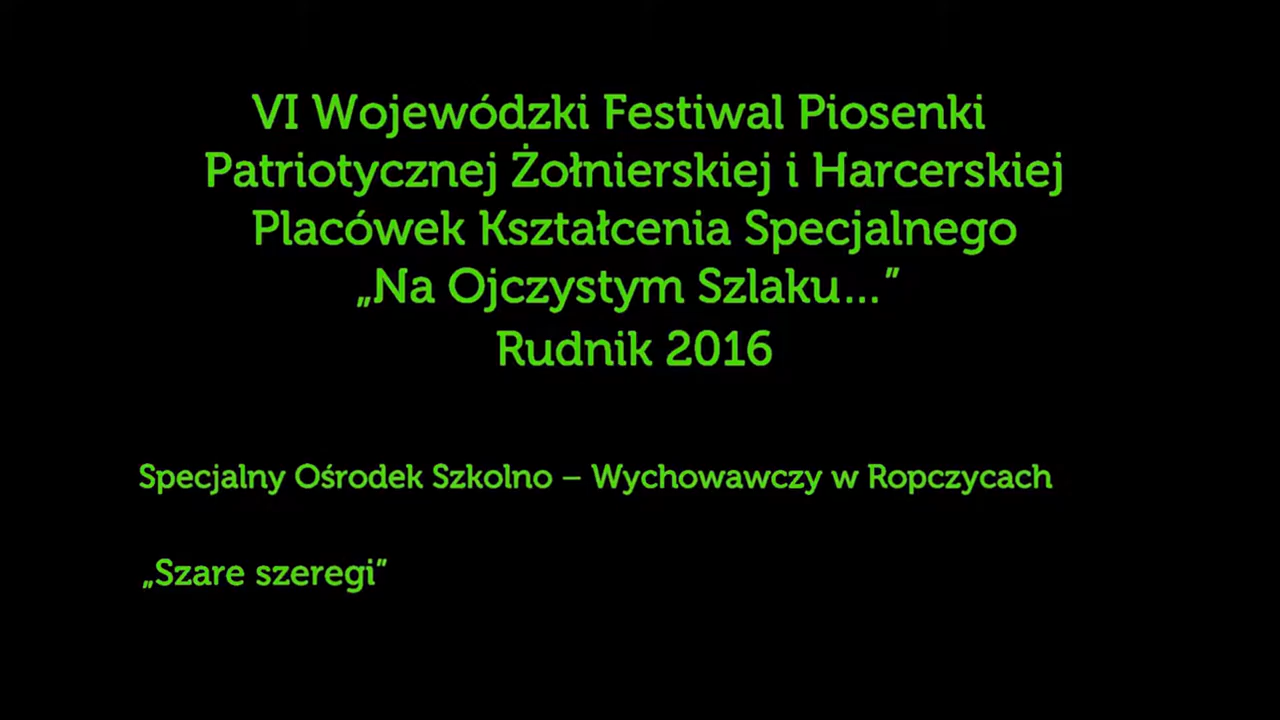 VI Wojewódzki Festiwal Piosenki
Patriotycznej Żołnierskiej i Harcerskiej
Placówek Kształcenia Specjalnego
„Na Ojczystym Szlaku...”
Rudnik 2016
Specjalny Ośrodek Szkolno – Wychowawczy w Ropczycach
„Szare szeregi”